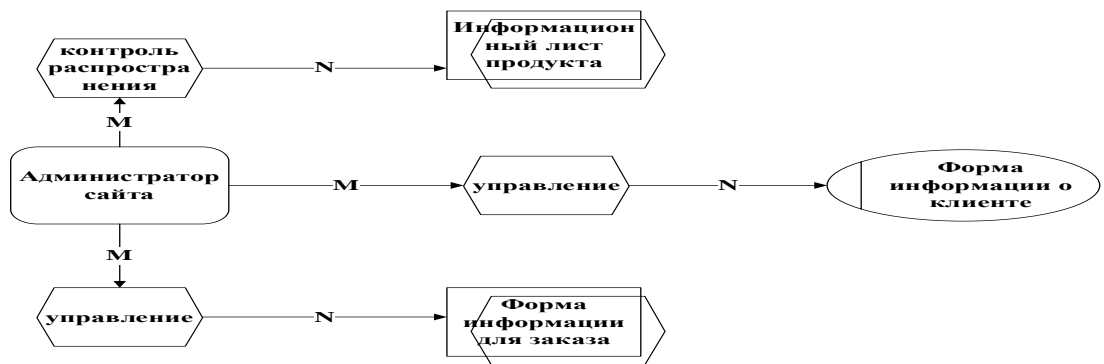 контроль
распростра
нения
N
Информацион
ный лист
продукта
M
Администратор
сайта
M
управление
N
Форма
информации о
клиенте
M
управление
N
Форма
информации
для заказа